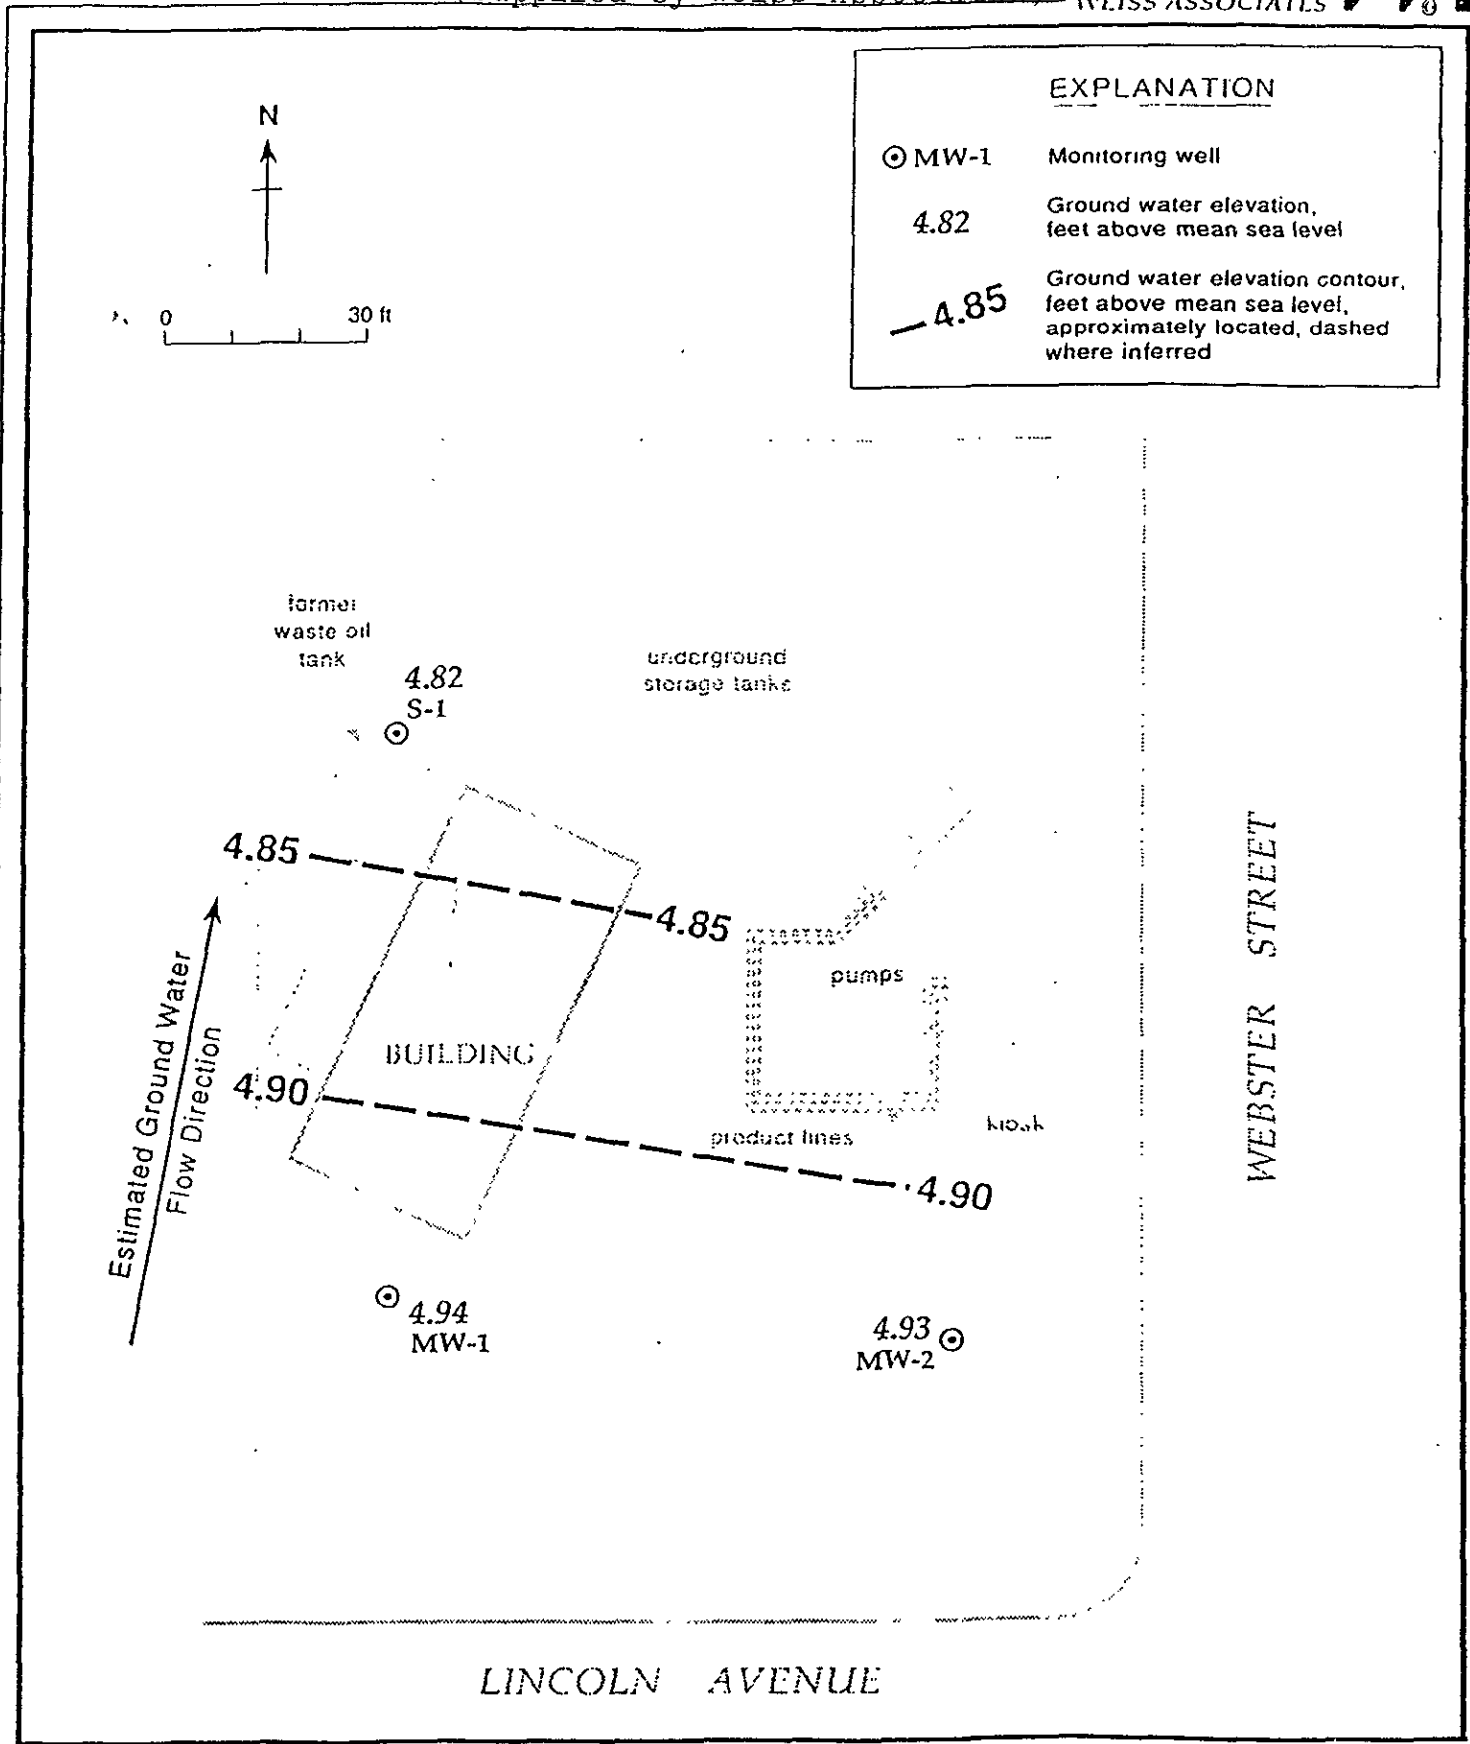 WEISS ASSOCIATES
EXPLANATION
MW-1 Monitoring well
4.82 Ground water elevation,
feet above mean sea level
4.85 Ground water elevation contour,
feet above mean sea level,
approximately located, dashed
where inferred
N
0 30 ft
former
waste oil
tank
4.82
S-1
underground
storage tanks
4.85
4.85
pumps
BUILDING
4.90
product lines
kiosk
4.90
Estimated Ground Water
Flow Direction
4.94
MW-1
4.93
MW-2
WEBSTER STREET
LINCOLN AVENUE